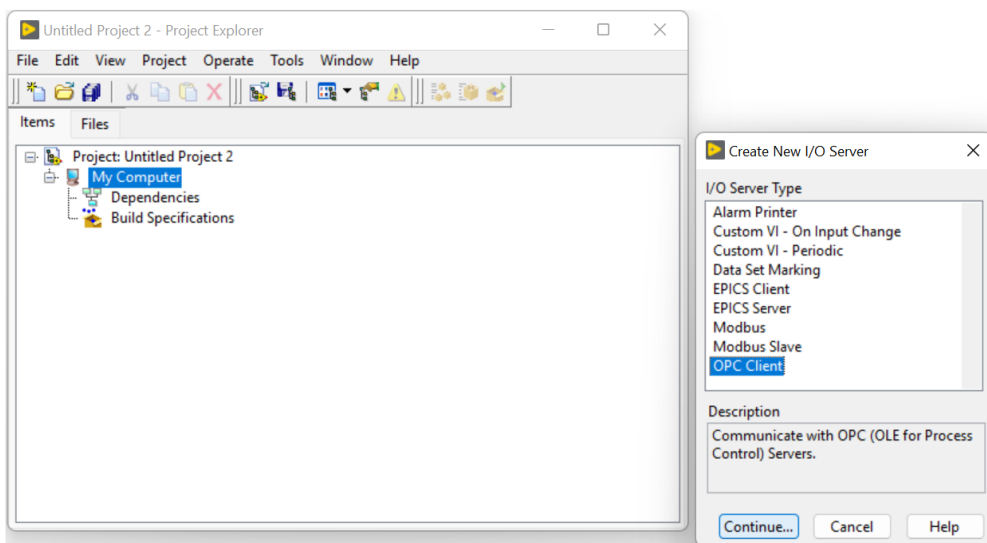 Untitled Project 2 - Project Explorer
File Edit View Project Operate Tools Window Help
Items Files
Project: Untitled Project 2
My Computer
Dependencies
Build Specifications
Create New I/O Server
I/O Server Type
Alarm Printer
Custom VI - On Input Change
Custom VI - Periodic
Data Set Marking
EPICS Client
EPICS Server
Modbus
Modbus Slave
OPC Client
Description
Communicate with OPC (OLE for Process
Control) Servers.
Continue... Cancel Help